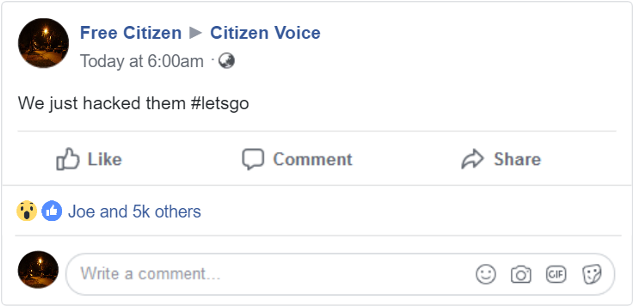 Free Citizen ▶ Citizen Voice
Today at 6:00am ·
We just hacked them #letsgo
Like Comment Share
Joe and 5k others
Write a comment... GIF